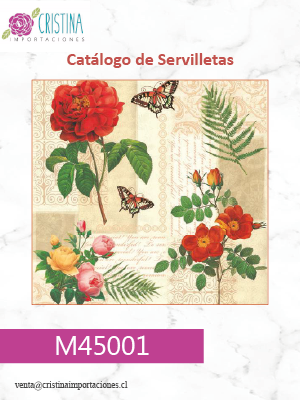 CRISTINA
IMPORTACIONES
Catálogo de Servilletas
M45001
venta@cristinaimportaciones.cl